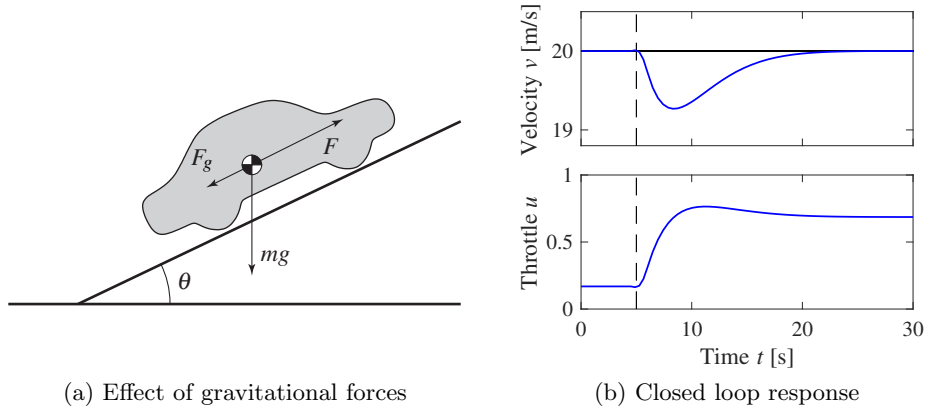 F_g
F
mg
θ
(a) Effect of gravitational forces
Velocity v [m/s]
20
19
Throttle u
1
0.5
0
0 10 20 30
Time t [s]
(b) Closed loop response